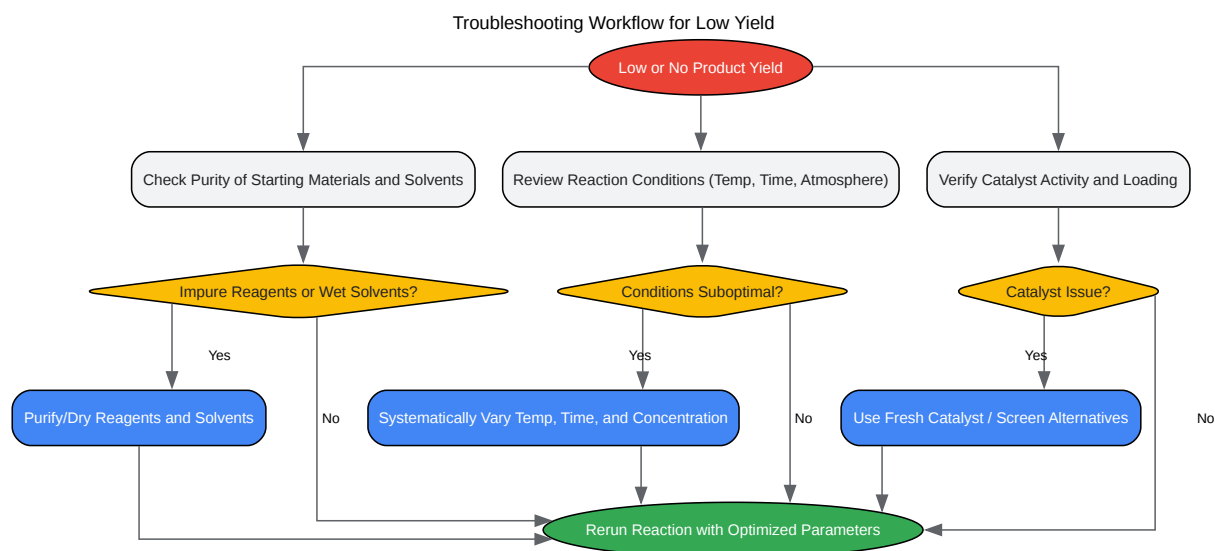 Troubleshooting Workflow for Low Yield
Low or No Product Yield
Check Purity of Starting Materials and Solvents
Review Reaction Conditions (Temp, Time, Atmosphere)
Verify Catalyst Activity and Loading
Impure Reagents or Wet Solvents?
Conditions Suboptimal?
Catalyst Issue?
Yes
Yes
Yes
Purify/Dry Reagents and Solvents
No
Systematically Vary Temp, Time, and Concentration
No
Use Fresh Catalyst / Screen Alternatives
No
Rerun Reaction with Optimized Parameters